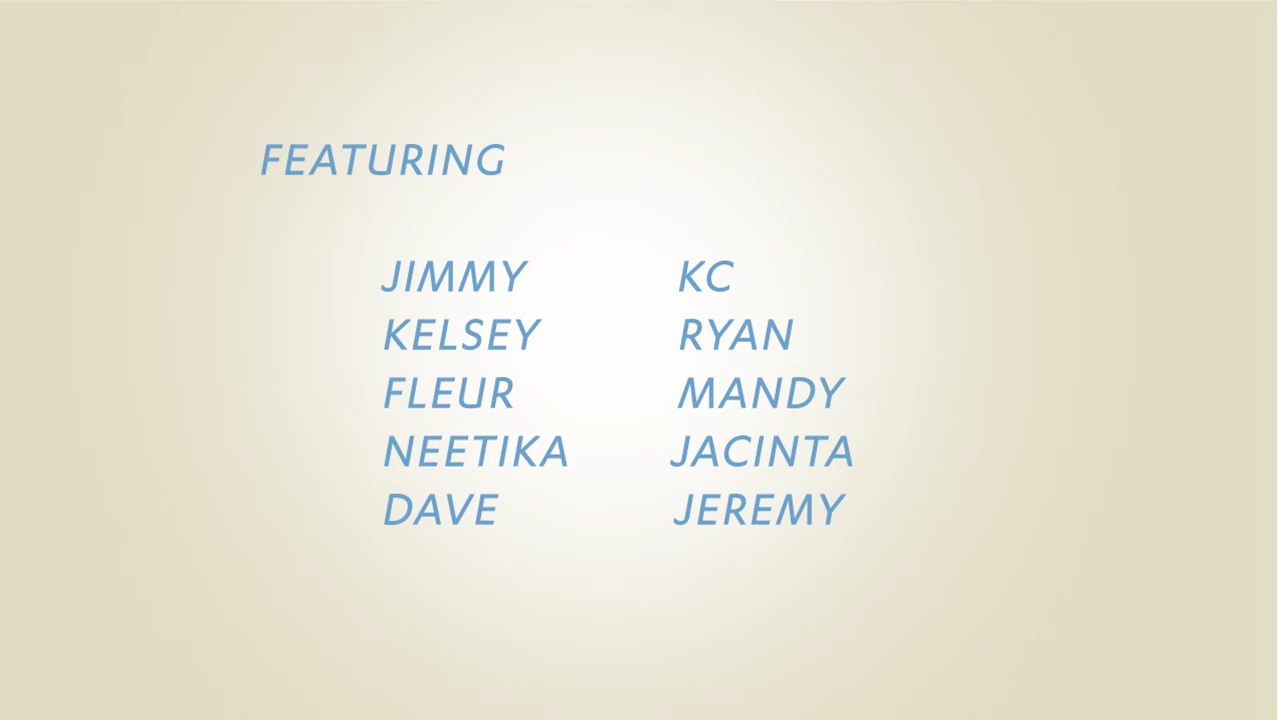 FEATURING
JIMMY
KELSEY
FLEUR
NEETIKA
DAVE
KC
RYAN
MANDY
JACINTA
JEREMY